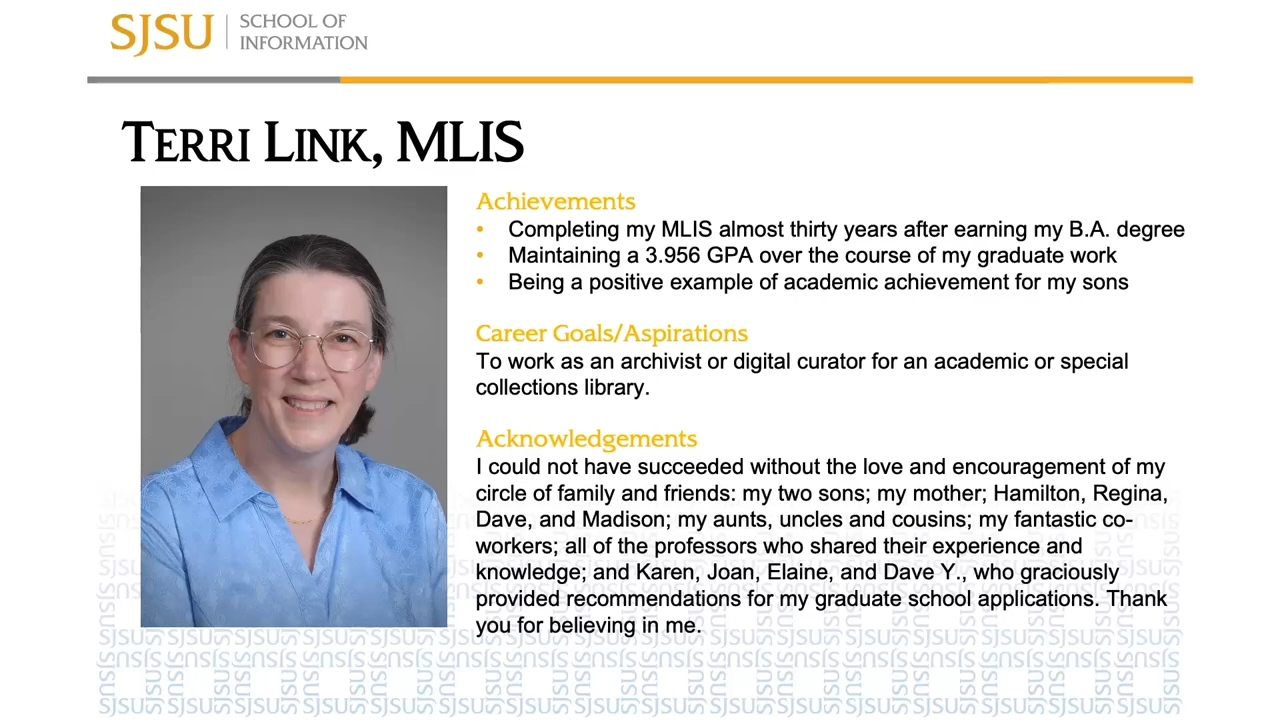 SJSU | SCHOOL OF
INFORMATION
TERRI LINK, MLIS
Achievements
• Completing my MLIS almost thirty years after earning my B.A. degree
• Maintaining a 3.956 GPA over the course of my graduate work
• Being a positive example of academic achievement for my sons
Career Goals/Aspirations
To work as an archivist or digital curator for an academic or special
collections library.
Acknowledgements
I could not have succeeded without the love and encouragement of my
circle of family and friends: my two sons; my mother; Hamilton, Regina,
Dave, and Madison; my aunts, uncles and cousins; my fantastic co-
workers; all of the professors who shared their experience and
knowledge; and Karen, Joan, Elaine, and Dave Y., who graciously
provided recommendations for my graduate school applications. Thank
you for believing in me.